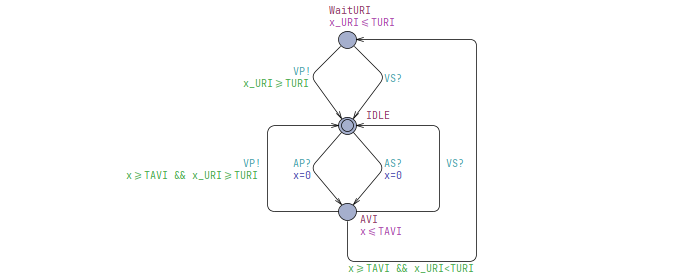 WaitURI
x_URI≤TURI
VP!
x_URI≥TURI
VS?
IDLE
VP!
x≥TAVI && x_URI≥TURI
AP?
x=0
AS?
x=0
VS?
AVI
x≤TAVI
x≥TAVI && x_URI<TURI